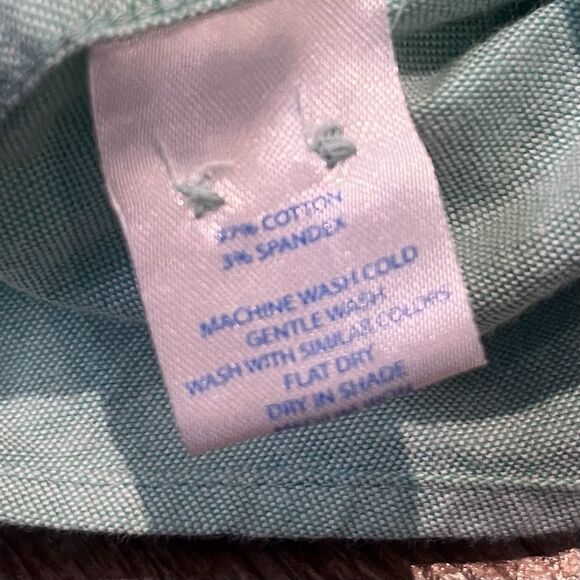 97% COTTON
3% SPANDEX
MACHINE WASH COLD
GENTLE WASH
WASH WITH SIMILAR COLORS
FLAT DRY
DRY IN SHADE